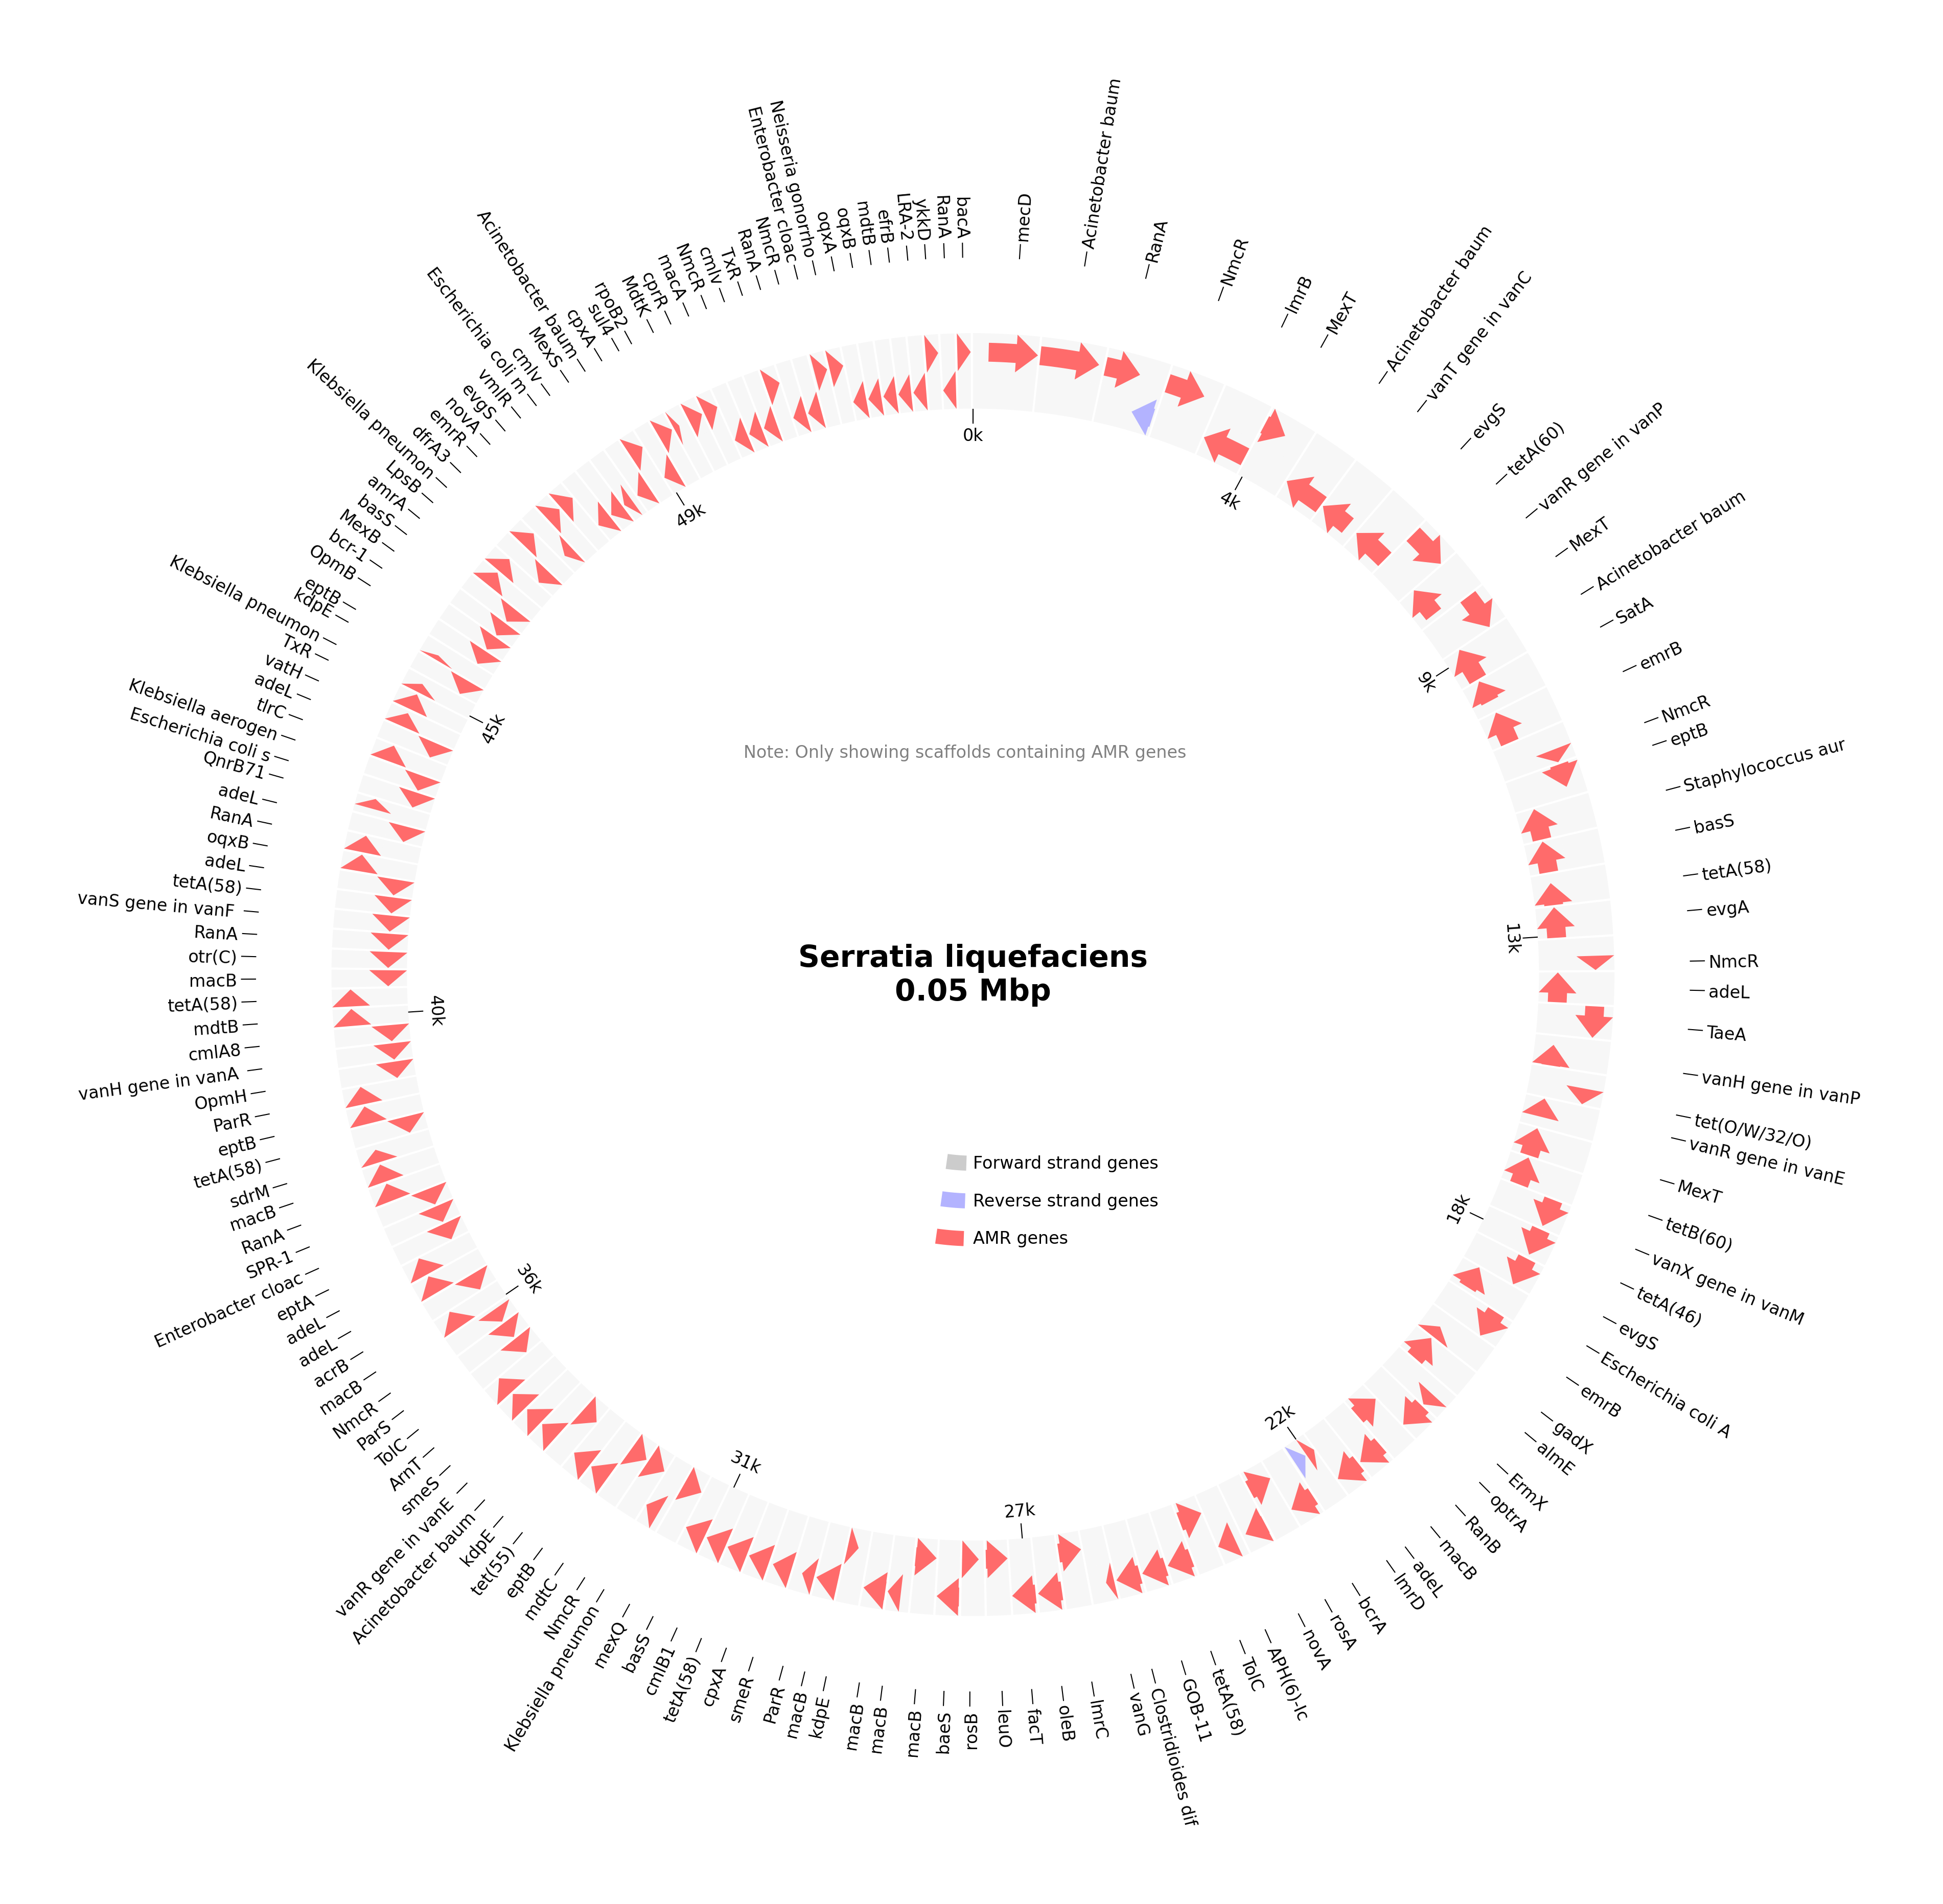 mecD
Acinetobacter baum
RanA
NmcR
lmrB
MexT
Acinetobacter baum
vanT gene in vanC
evgS
tetA(60)
vanR gene in vanP
MexT
Acinetobacter baum
SatA
emrB
NmcR
eptB
Staphylococcus aur
basS
tetA(58)
evgA
NmcR
adeL
TaeA
vanH gene in vanP
tet(O/W/32/O)
vanR gene in vanE
MexT
tetB(60)
vanX gene in vanM
tetA(46)
evgS
Escherichia coli A
emrB
gadX
almE
ErmX
optrA
RanB
macB
adeL
lmrD
bcrA
rosA
novA
APH(6)-Ic
TolC
tetA(58)
GOB-11
Clostridioides dif
vanG
lmrC
oleB
facT
leuO
rosB
baeS
macB
macB
macB
kdpE
macB
ParR
smeR
cpxA
tetA(58)
cmlB1
basS
mexQ
Klebsiella pneumon
NmcR
mdtC
eptB
tet(55)
kdpE
Acinetobacter baum
vanR gene in vanE
smeS
ArnT
TolC
ParS
NmcR
macB
acrB
adeL
adeL
eptA
Enterobacter cloac
SPR-1
RanA
macB
sdrM
tetA(58)
eptB
ParR
OpmH
vanH gene in vanA
cmlA8
mdtB
tetA(58)
macB
otr(C)
RanA
vanS gene in vanF
tetA(58)
adeL
oqxB
RanA
adeL
QnrB71
Escherichia coli s
Klebsiella aerogen
tlrC
adeL
vatH
TxR
Klebsiella pneumon
kdpE
eptB
OpmB
bcr-1
MexB
basS
amrA
LpsB
Klebsiella pneumon
dfrA3
emrR
novA
evgS
vmlR
Escherichia coli m
cmlv
MexS
Acinetobacter baum
cpxA
sul4
rpoB2
MdtK
cprR
macA
NmcR
cmlv
TxR
RanA
NmcR
Enterobacter cloac
Neisseria gonorrho
oqxA
oqxB
mdtB
efrB
LRA-2
ykkD
RanA
bacA
0k
4k
9k
13k
18k
22k
27k
31k
36k
40k
45k
49k
Note: Only showing scaffolds containing AMR genes
Serratia liquefaciens
0.05 Mbp
Forward strand genes
Reverse strand genes
AMR genes